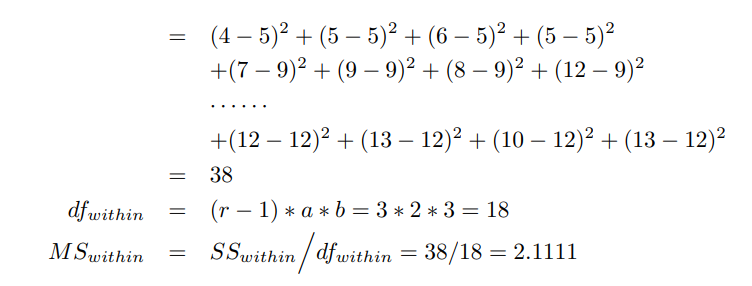 = (4 − 5)² + (5 − 5)² + (6 − 5)² + (5 − 5)²
+(7 − 9)² + (9 − 9)² + (8 − 9)² + (12 − 9)²
......
+(12 − 12)² + (13 − 12)² + (10 − 12)² + (13 − 12)²
= 38
df_within = (r − 1) ∗ a ∗ b = 3 ∗ 2 ∗ 3 = 18
MS_within = SS_within / df_within = 38/18 = 2.1111